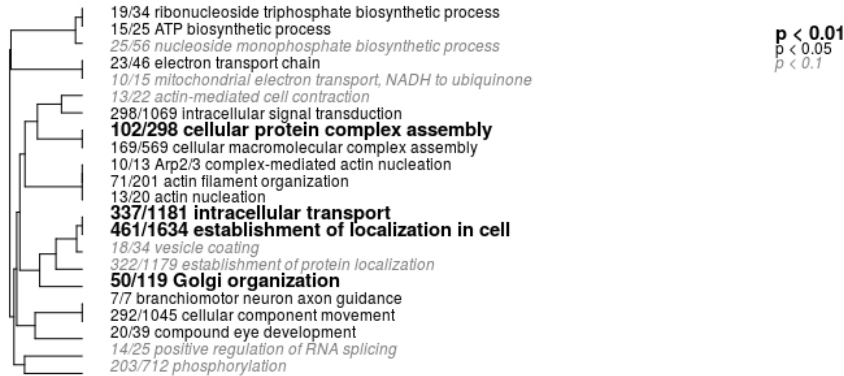 19/34 ribonucleoside triphosphate biosynthetic process
15/25 ATP biosynthetic process
25/56 nucleoside monophosphate biosynthetic process
23/46 electron transport chain
10/15 mitochondrial electron transport, NADH to ubiquinone
13/22 actin-mediated cell contraction
298/1069 intracellular signal transduction
102/298 cellular protein complex assembly
169/569 cellular macromolecular complex assembly
10/13 Arp2/3 complex-mediated actin nucleation
71/201 actin filament organization
13/20 actin nucleation
337/1181 intracellular transport
461/1634 establishment of localization in cell
18/34 vesicle coating
322/1179 establishment of protein localization
50/119 Golgi organization
7/7 branchiomotor neuron axon guidance
292/1045 cellular component movement
20/39 compound eye development
14/25 positive regulation of RNA splicing
203/712 phosphorylation
p < 0.01
p < 0.05
p < 0.1